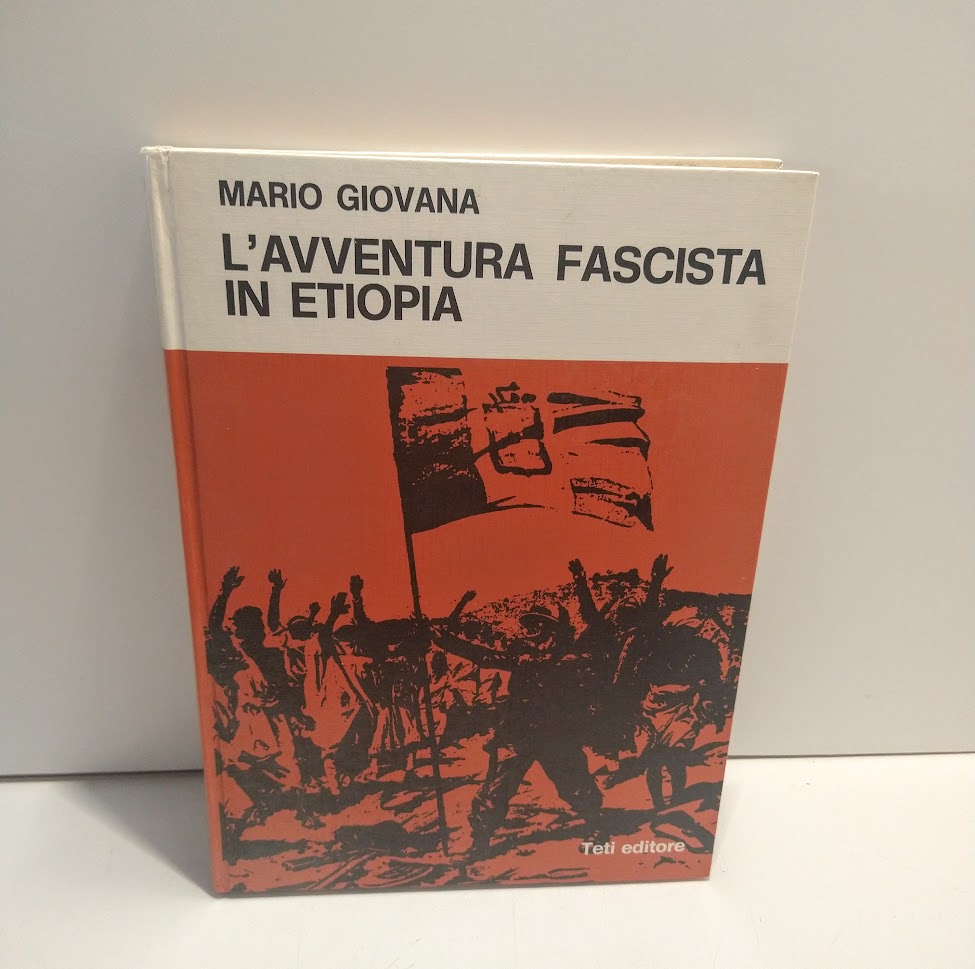 MARIO GIOVANA
L'AVVENTURA FASCISTA
IN ETIOPIA
Teti editore